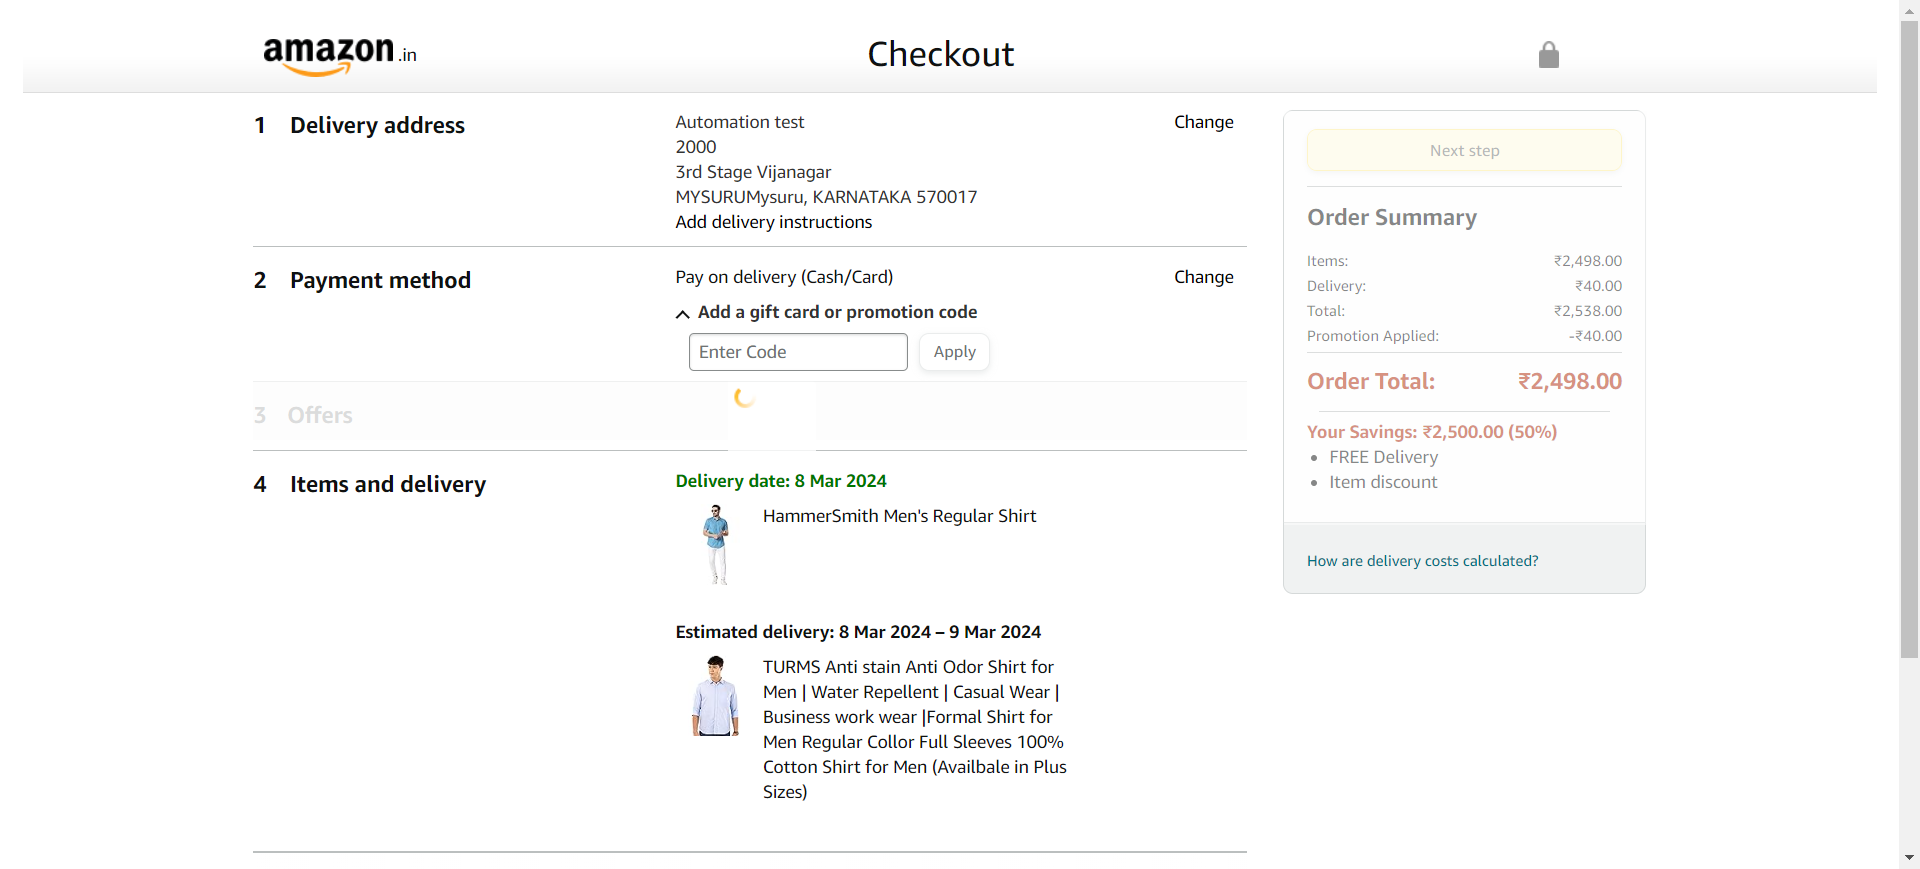 amazon.in
Checkout
1 Delivery address
Automation test
Change
2000
3rd Stage Vijanagar
MYSURUMysuru, KARNATAKA 570017
Add delivery instructions
2 Payment method
Pay on delivery (Cash/Card)
Change
Add a gift card or promotion code
Enter Code
Apply
3 Offers
4 Items and delivery
Delivery date: 8 Mar 2024
HammerSmith Men's Regular Shirt
Estimated delivery: 8 Mar 2024 – 9 Mar 2024
TURMS Anti stain Anti Odor Shirt for
Men | Water Repellent | Casual Wear |
Business work wear |Formal Shirt for
Men Regular Collor Full Sleeves 100%
Cotton Shirt for Men (Availbale in Plus
Sizes)
Next step
Order Summary
Items: ₹2,498.00
Delivery: ₹40.00
Total: ₹2,538.00
Promotion Applied: -₹40.00
Order Total: ₹2,498.00
Your Savings: ₹2,500.00 (50%)
• FREE Delivery
• Item discount
How are delivery costs calculated?